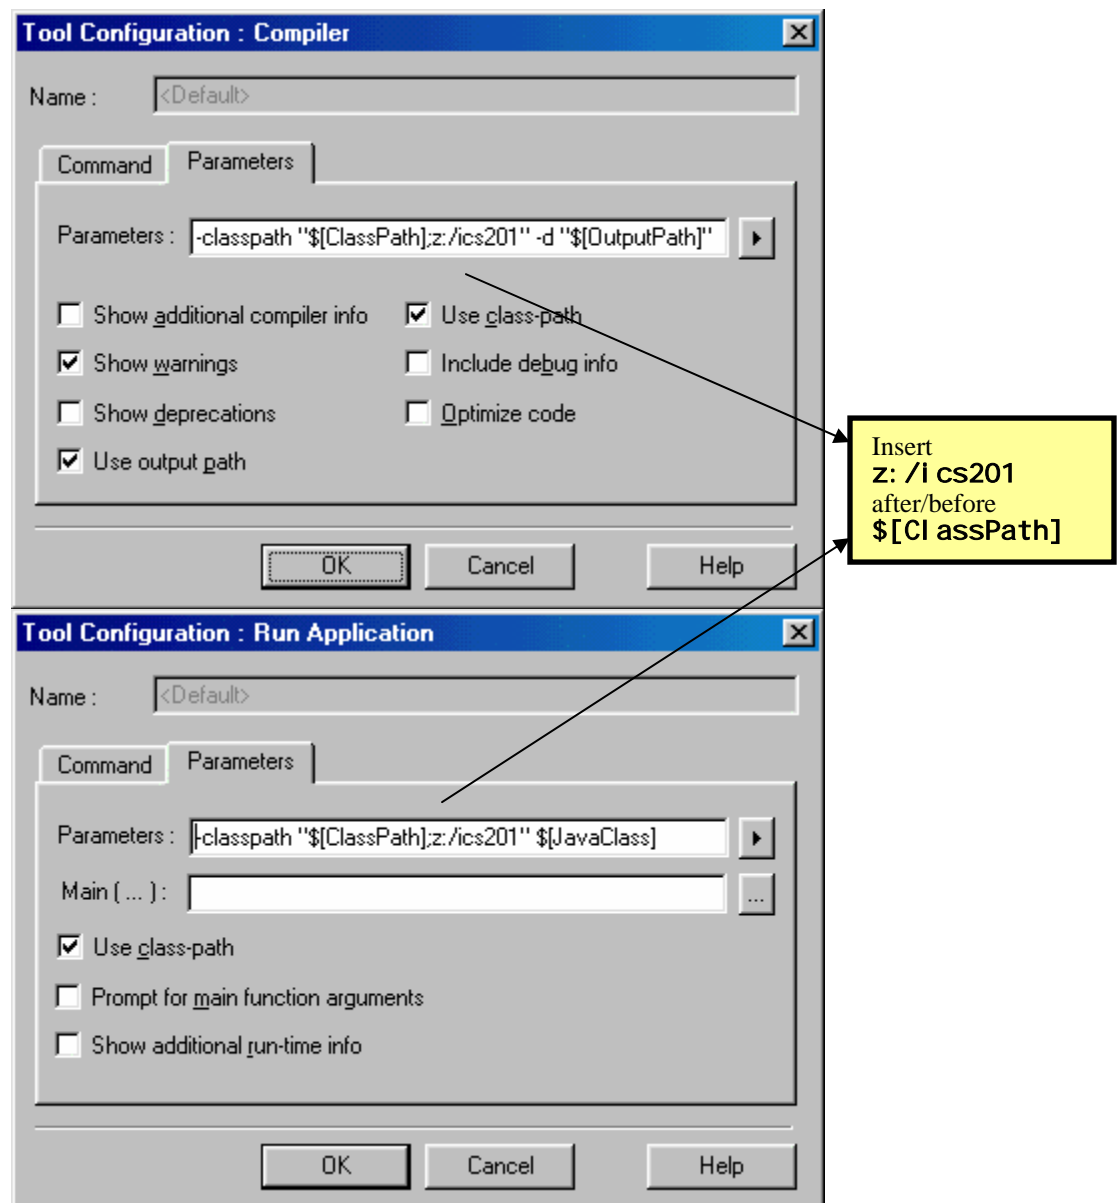 Tool Configuration : Compiler
Name :
<Default>
Command
Parameters
Parameters :
-classpath "$[ClassPath];z:/ics201" -d "$[OutputPath]"
Show additional compiler info
Use class-path
Show warnings
Include debug info
Show deprecations
Optimize code
Use output path
OK
Cancel
Help
Insert
z:/ics201
after/before
$[ClassPath]
Tool Configuration : Run Application
Name :
<Default>
Command
Parameters
Parameters :
-classpath "$[ClassPath];z:/ics201" $[JavaClass]
Main ( ... ) :
...
Use class-path
Prompt for main function arguments
Show additional run-time info
OK
Cancel
Help